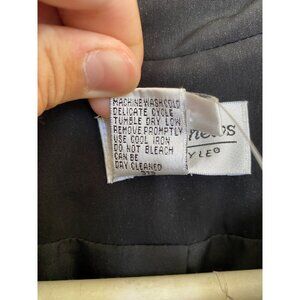 MACHINE WASH COLD
DELICATE CYCLE
TUMBLE DRY LOW
REMOVE PROMPTLY
USE COOL IRON
DO NOT BLEACH
CAN BE
DRY CLEANED
YLE®